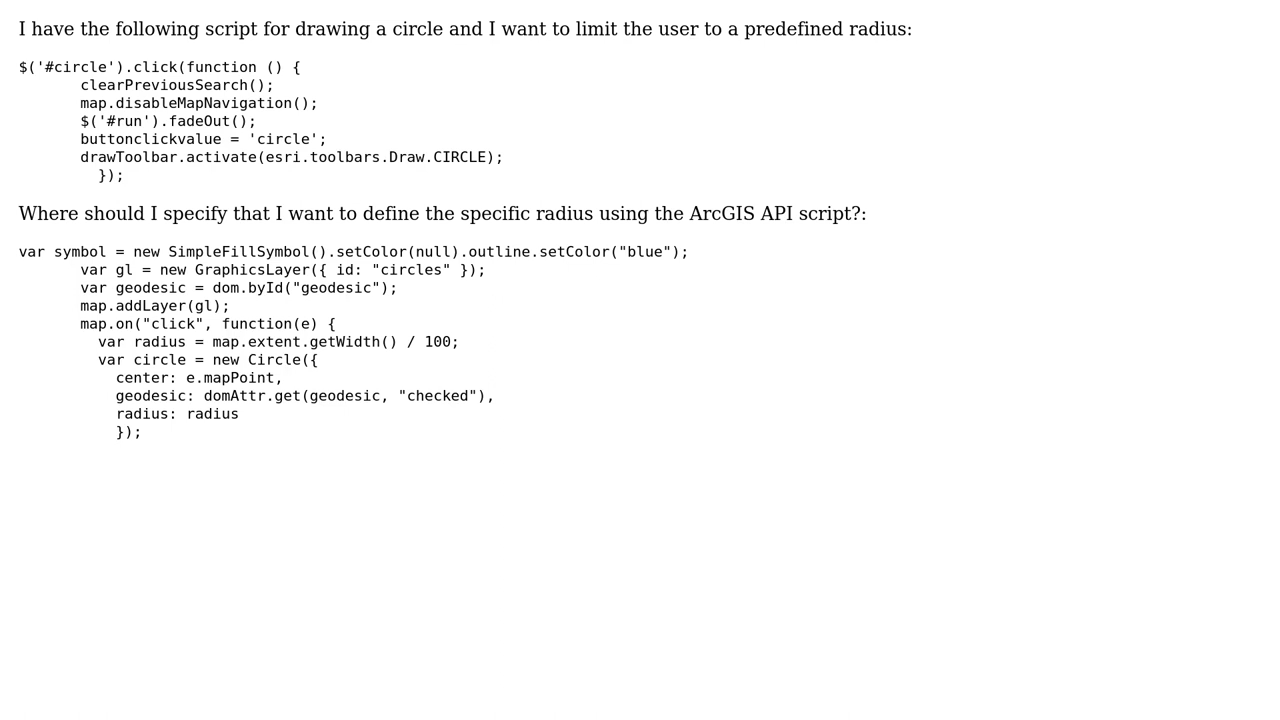 I have the following script for drawing a circle and I want to limit the user to a predefined radius:
$('#circle').click(function () {
       clearPreviousSearch();
       map.disableMapNavigation();
       $('#run').fadeOut();
       buttonclickvalue = 'circle';
       drawToolbar.activate(esri.toolbars.Draw.CIRCLE);
         });
Where should I specify that I want to define the specific radius using the ArcGIS API script?:
var symbol = new SimpleFillSymbol().setColor(null).outline.setColor("blue");
       var gl = new GraphicsLayer({ id: "circles" });
       var geodesic = dom.byId("geodesic");
       map.addLayer(gl);
       map.on("click", function(e) {
         var radius = map.extent.getWidth() / 100;
         var circle = new Circle({
           center: e.mapPoint,
           geodesic: domAttr.get(geodesic, "checked"),
           radius: radius
           });